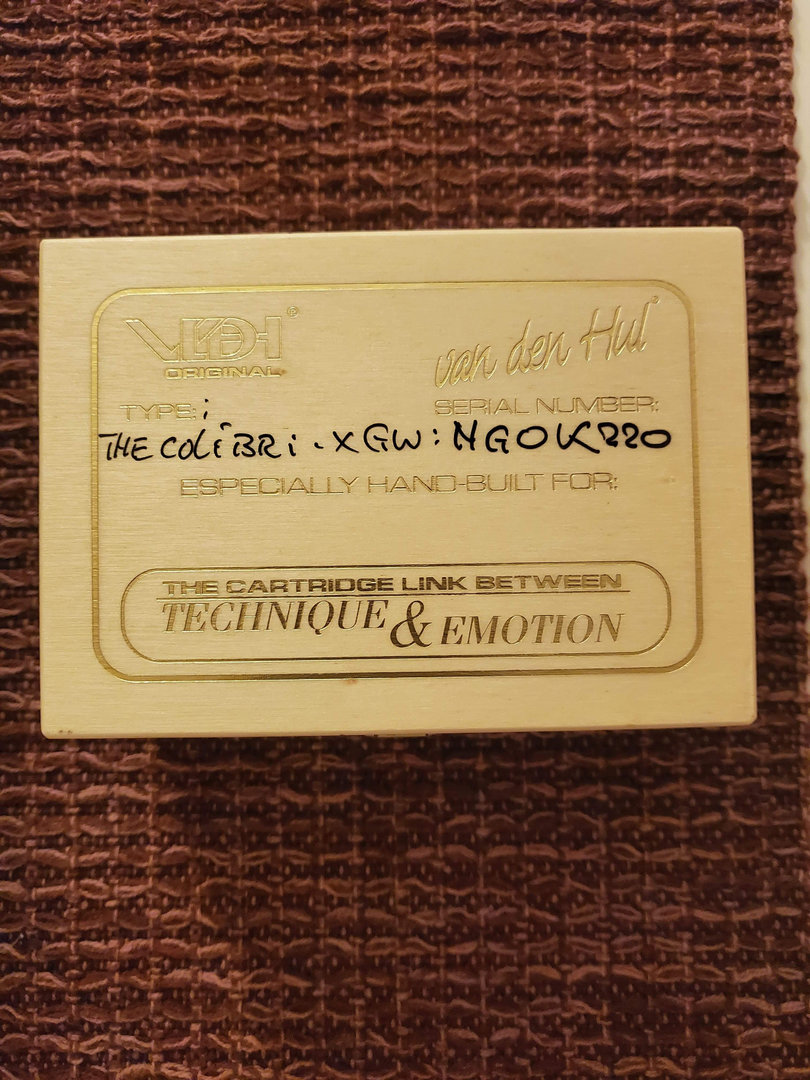 VDH® van den Hul®
ORIGINAL
TYPE: SERIAL NUMBER:
THE COLiBRi . XGW: NGOK220
ESPECIALLY HAND-BUILT FOR:
THE CARTRIDGE LINK BETWEEN
TECHNIQUE & EMOTION